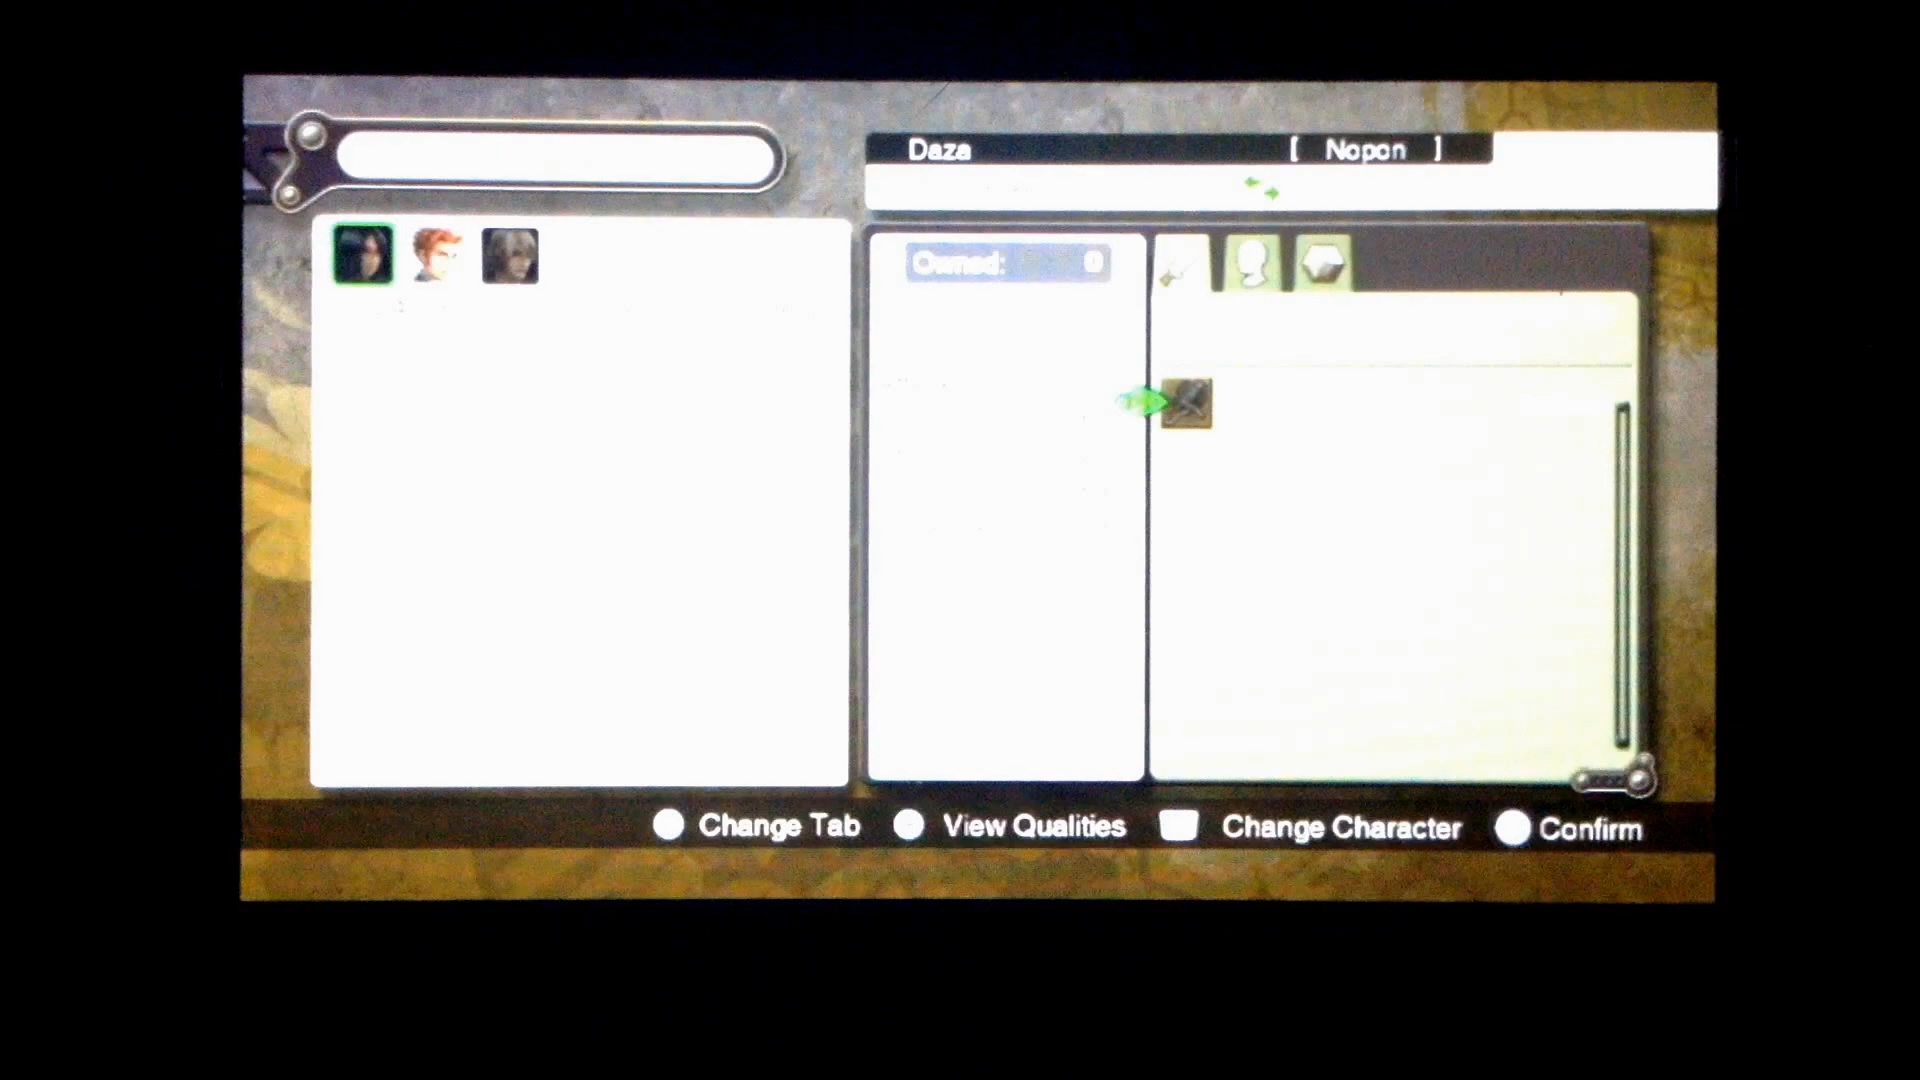 Daza [ Nopon ]
Owned: 0
Change Tab View Qualities Change Character Confirm